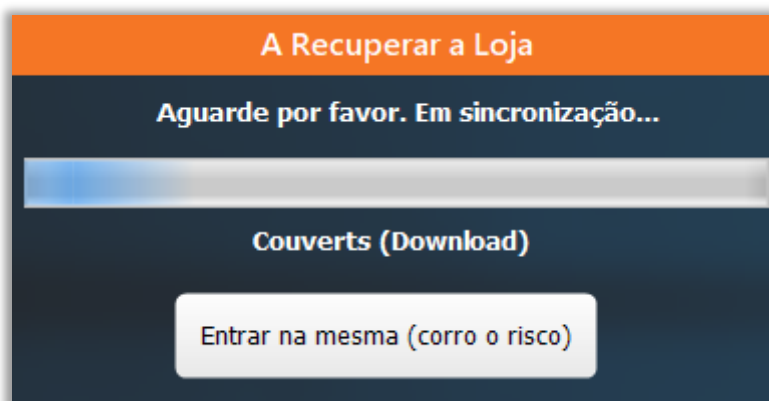 A Recuperar a Loja
Aguarde por favor. Em sincronização...
Couverts (Download)
Entrar na mesma (corro o risco)